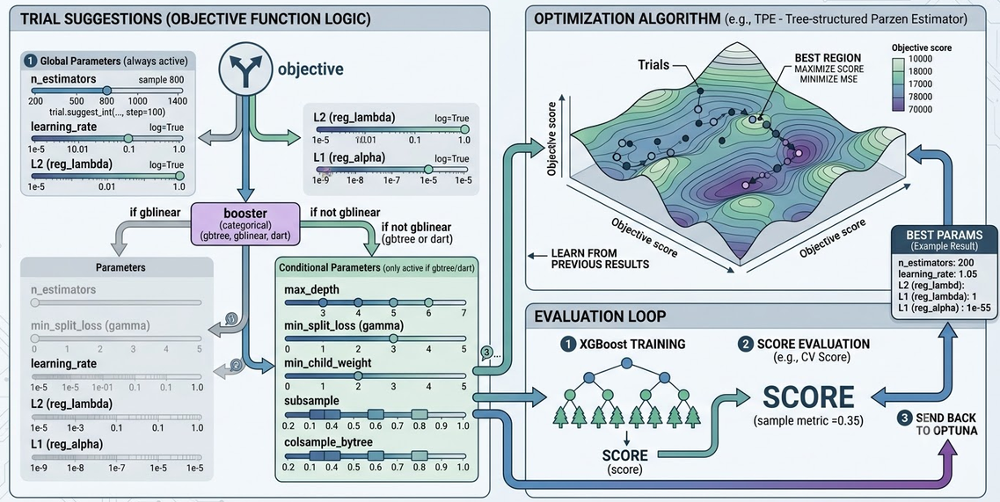 TRIAL SUGGESTIONS (OBJECTIVE FUNCTION LOGIC)
1 Global Parameters (always active)
n_estimators sample 800
200 500 800 1000 1400
trial.suggest_int(..., step=100)
learning_rate log=True
1e-5 10.01 0.1 1.0
L2 (reg_lambda) log=True
1e-5 0.01 1.0
objective
L2 (reg_lambda) log=True
1e-5 0.1 1.0
L1 (reg_alpha) log=True
1e-9 1e-8 1e-7 1e-5 1e-5
if gblinear
booster
(categorical)
(gbtree, gblinear, dart)
if not gblinear
if not gblinear
(gbtree or dart)
Parameters
n_estimators
min_split_loss (gamma)
0 1 2 3 4 5
learning_rate
1e-5 1e-5 1e-01 0.1 0.1 1.0
L2 (reg_lambda)
1e-5 1e-3 0.1 0.1 1.0
L1 (reg_alpha)
1e-9 1e-8 1e-7 1e-5 1e-5
1
2
Conditional Parameters (only active if gbtree/dart)
max_depth
3 4 5 6 7
min_split_loss (gamma)
0 1 2 3 4 5
min_child_weight
0 1 2 3 4 5
subsample
0.2 0.1 0.4 0.5 0.6 0.7 0.8 0.9 1.0
colsample_bytree
0.2 0.1 0.4 0.5 0.6 0.7 0.8 0.9 1.0
3 ...
OPTIMIZATION ALGORITHM (e.g., TPE - Tree-structured Parzen Estimator)
Trials
BEST REGION
MAXIMIZE SCORE
MINIMIZE MSE
Objective score
10000
18000
17000
78000
70000
Objective score
Objective score
Objective score
LEARN FROM
PREVIOUS RESULTS
BEST PARAMS
(Example Result)
n_estimators: 200
learning_rate: 1.05
L2 (reg_lambd):
L1 (reg_lambda): 1
L1 (reg_alpha) : 1e-55
EVALUATION LOOP
1 XGBoost TRAINING
SCORE
(score)
2 SCORE EVALUATION
(e.g., CV Score)
SCORE
(sample metric =0.35)
3 SEND BACK
TO OPTUNA